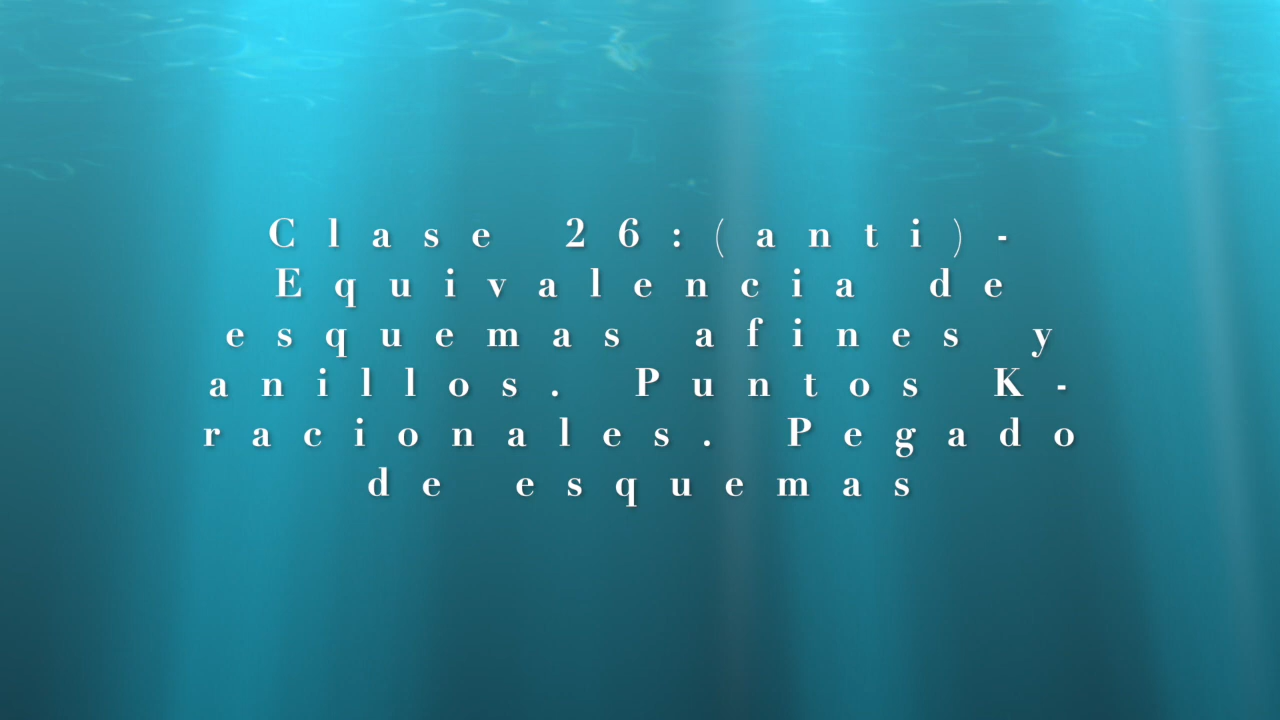 Clase 26:(anti)-
Equivalencia de
esquemas afines y
anillos. Puntos K-
racionales. Pegado
de esquemas